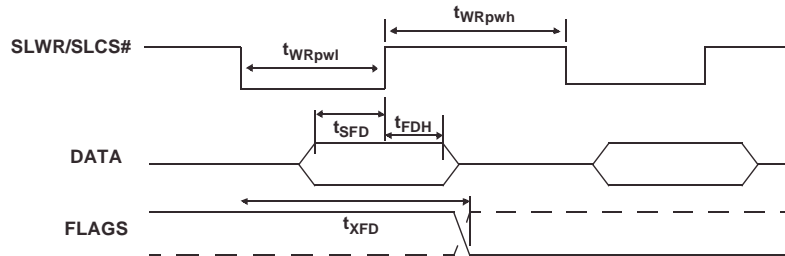 tWRpwh
SLWR/SLCS#
tWRpwl
tSFD
tFDH
DATA
tXFD
FLAGS